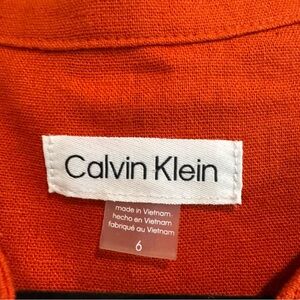 Calvin Klein
made in Vietnam
hecho en Vietnam
fabriqué au Vietnam
6